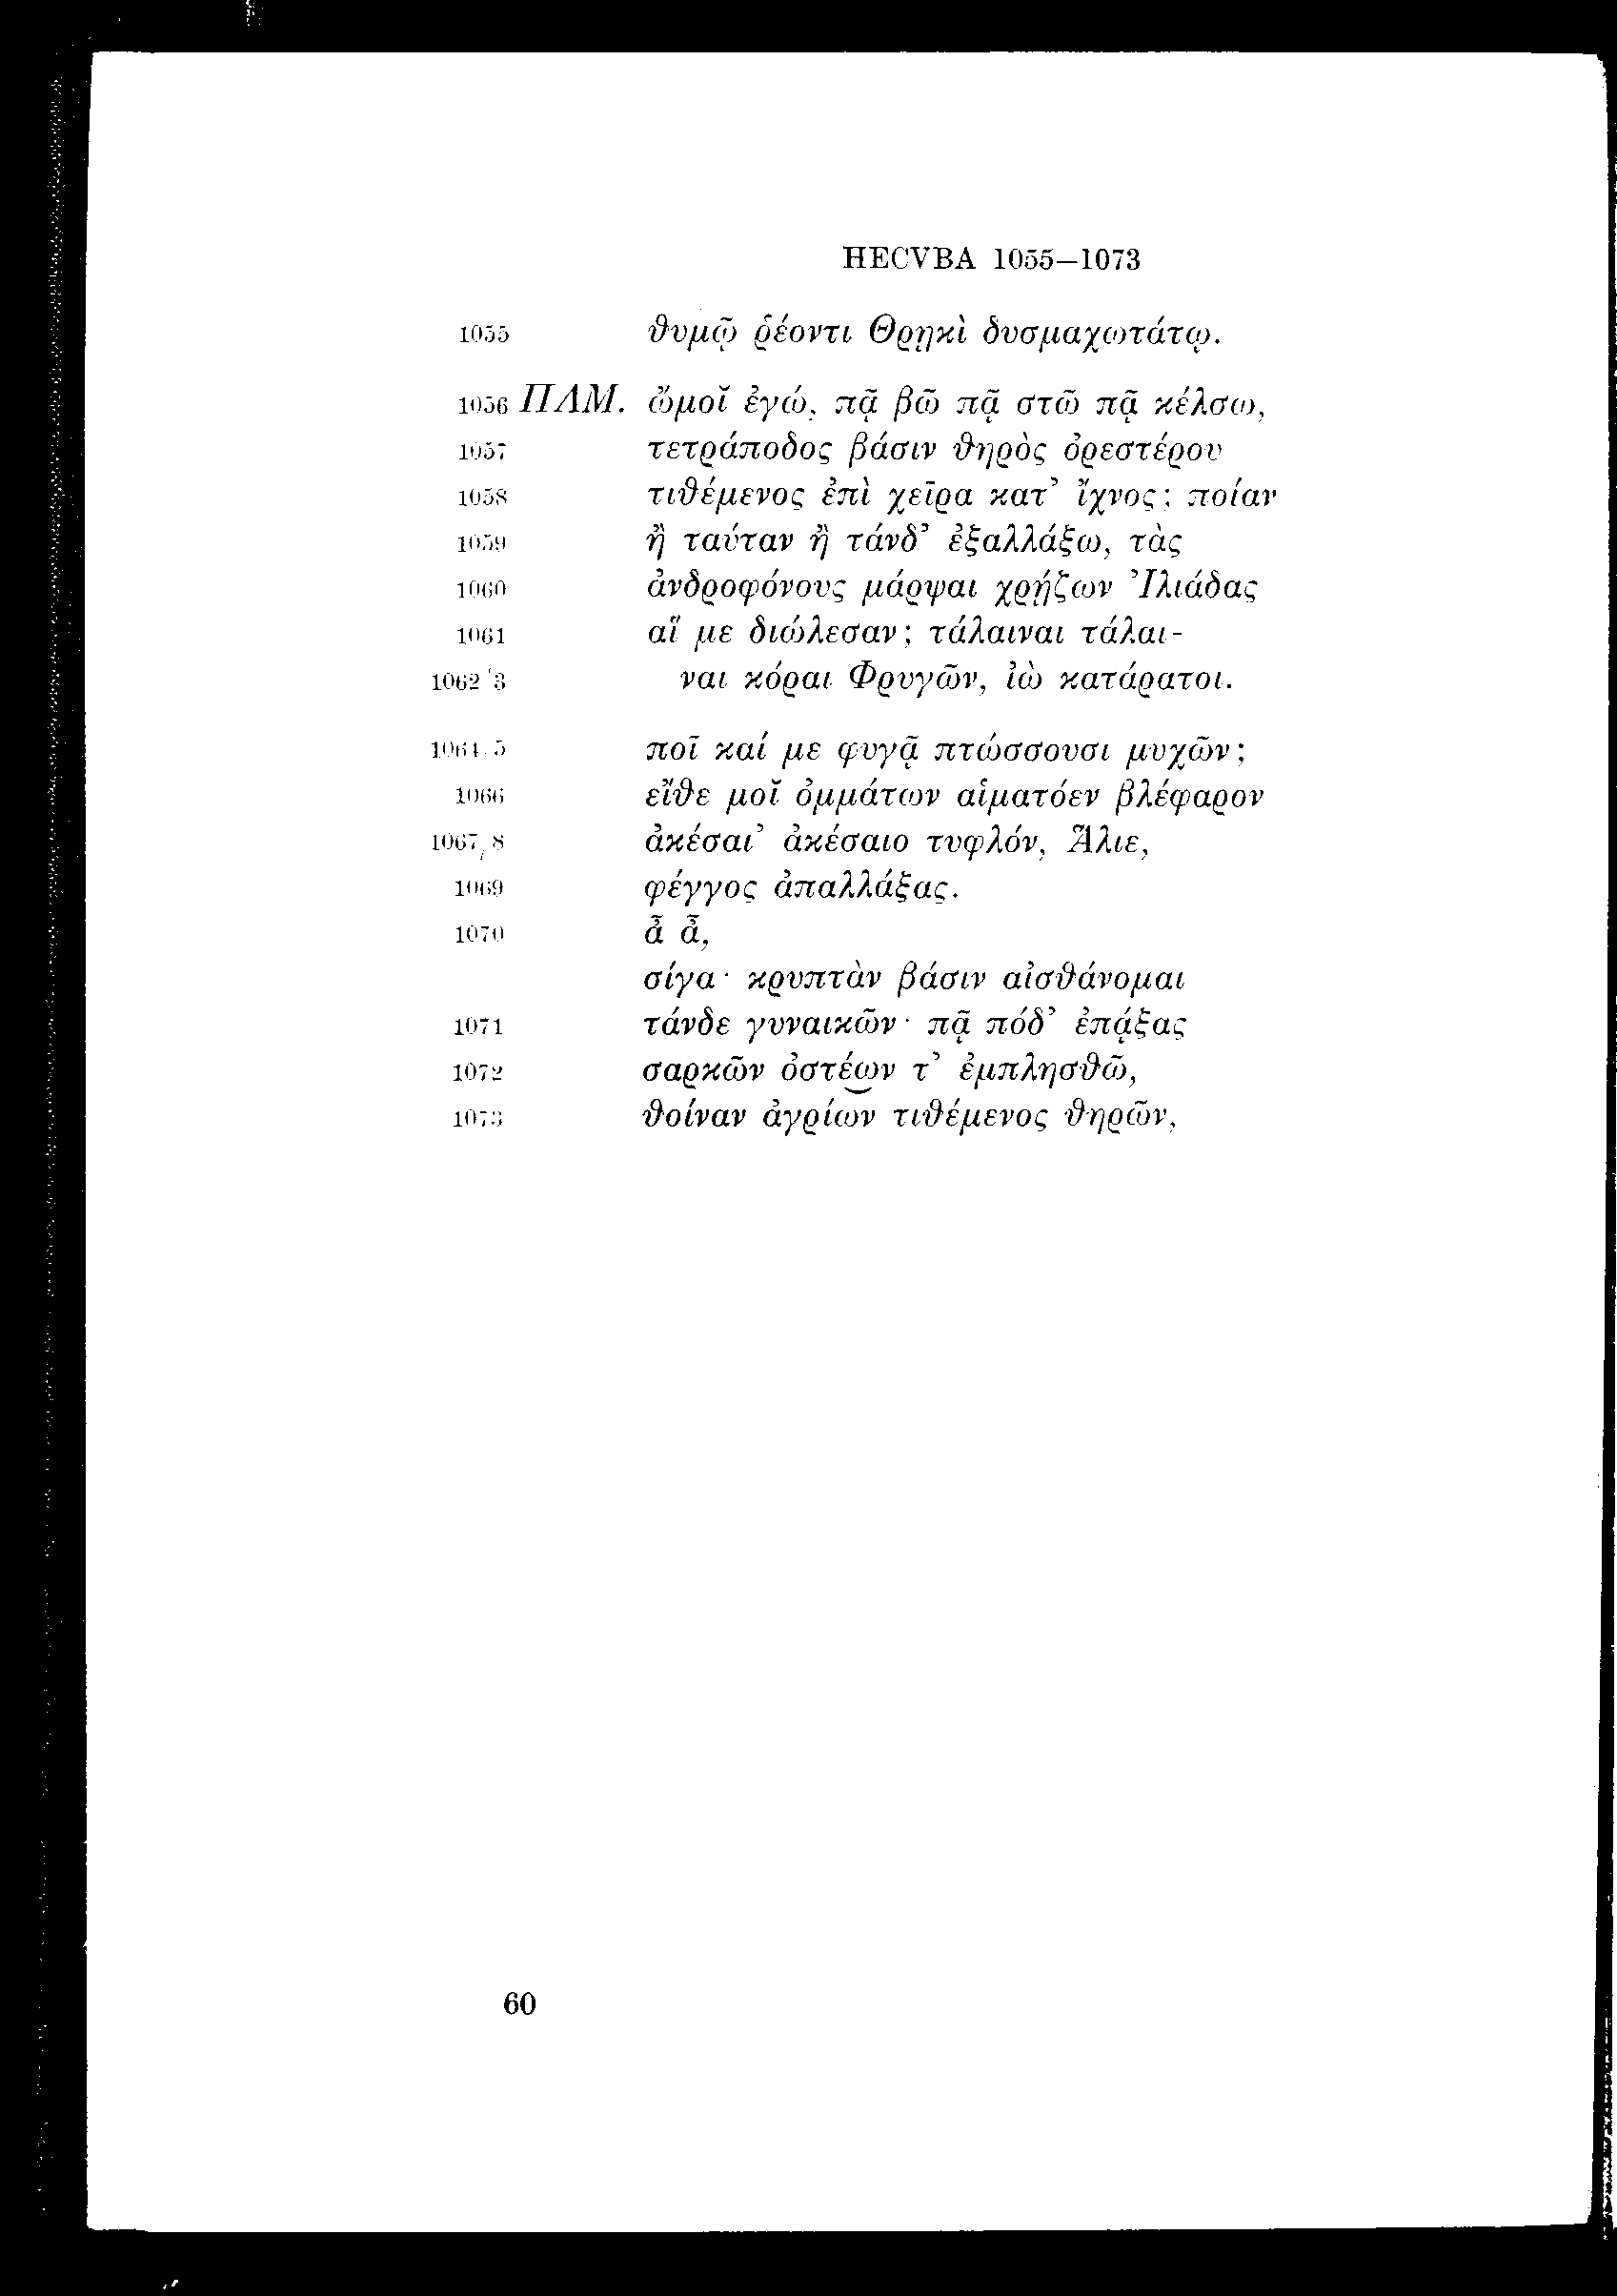 HECVBA 1055–1073
1055 θυμῷ ῥέοντι Θρῃκὶ δυσμαχωτάτῳ.
1056 ΠΛΜ. ὤμοϊ ἐγώ, πᾷ βῶ πᾷ στῶ πᾷ κέλσω,
1057 τετράποδος βάσιν θηρὸς ὀρεστέρου
1058 τιθέμενος ἐπὶ χεῖρα κατ’ ἴχνος; ποίαν
1059 ἢ ταύταν ἢ τάνδ’ ἐξαλλάξω, τὰς
1060 ἀνδροφόνους μάρψαι χρῄζων Ἰλιάδας
1061 αἵ με διώλεσαν; τάλαιναι τάλαι-
1062/3 ναι κόραι Φρυγῶν, ἰὼ κατάρατοι.
1064/5 ποῖ καί με φυγᾷ πτώσσουσι μυχῶν;
1066 εἴθε μοῖ ὀμμάτων αἱματόεν βλέφαρον
1067/8 ἀκέσαι’ ἀκέσαιο τυφλόν, Ἅλιε,
1069 φέγγος ἀπαλλάξας.
1070 ἆ ἆ,
σίγα· κρυπτὰν βάσιν αἰσθάνομαι
1071 τάνδε γυναικῶν· πᾷ πόδ’ ἐπᾴξας
1072 σαρκῶν ὀστέων τ’ ἐμπλησθῶ,
1073 θοίναν ἀγρίων τιθέμενος θηρῶν,
60